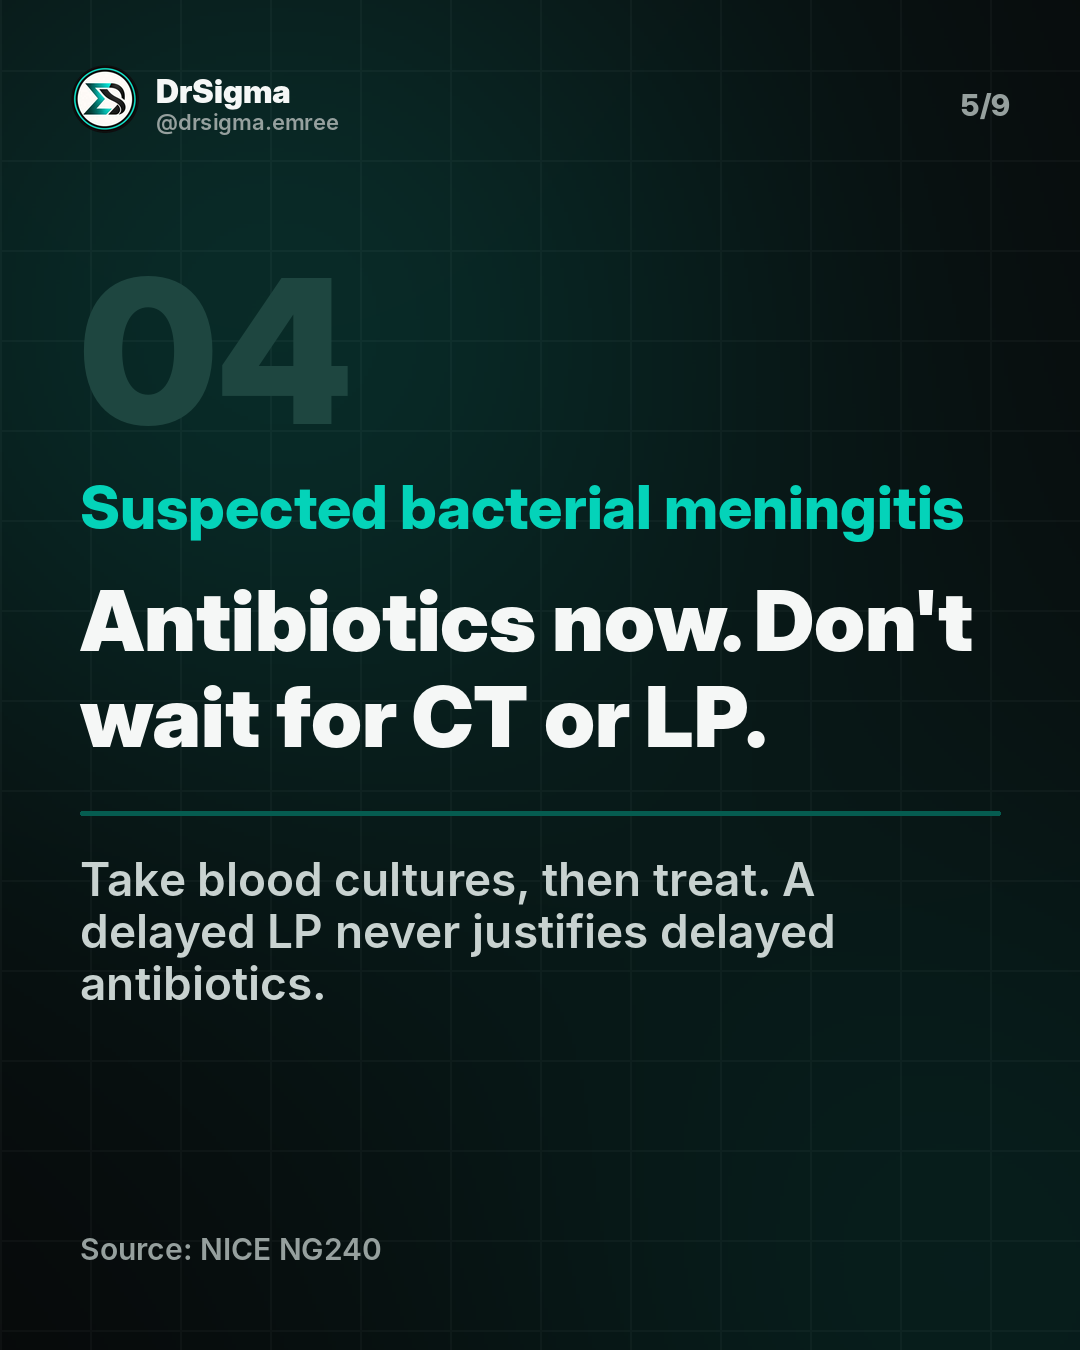 DrSigma
@drsigma.emree
5/9
04
Suspected bacterial meningitis
Antibiotics now. Don't
wait for CT or LP.
Take blood cultures, then treat. A
delayed LP never justifies delayed
antibiotics.
Source: NICE NG240